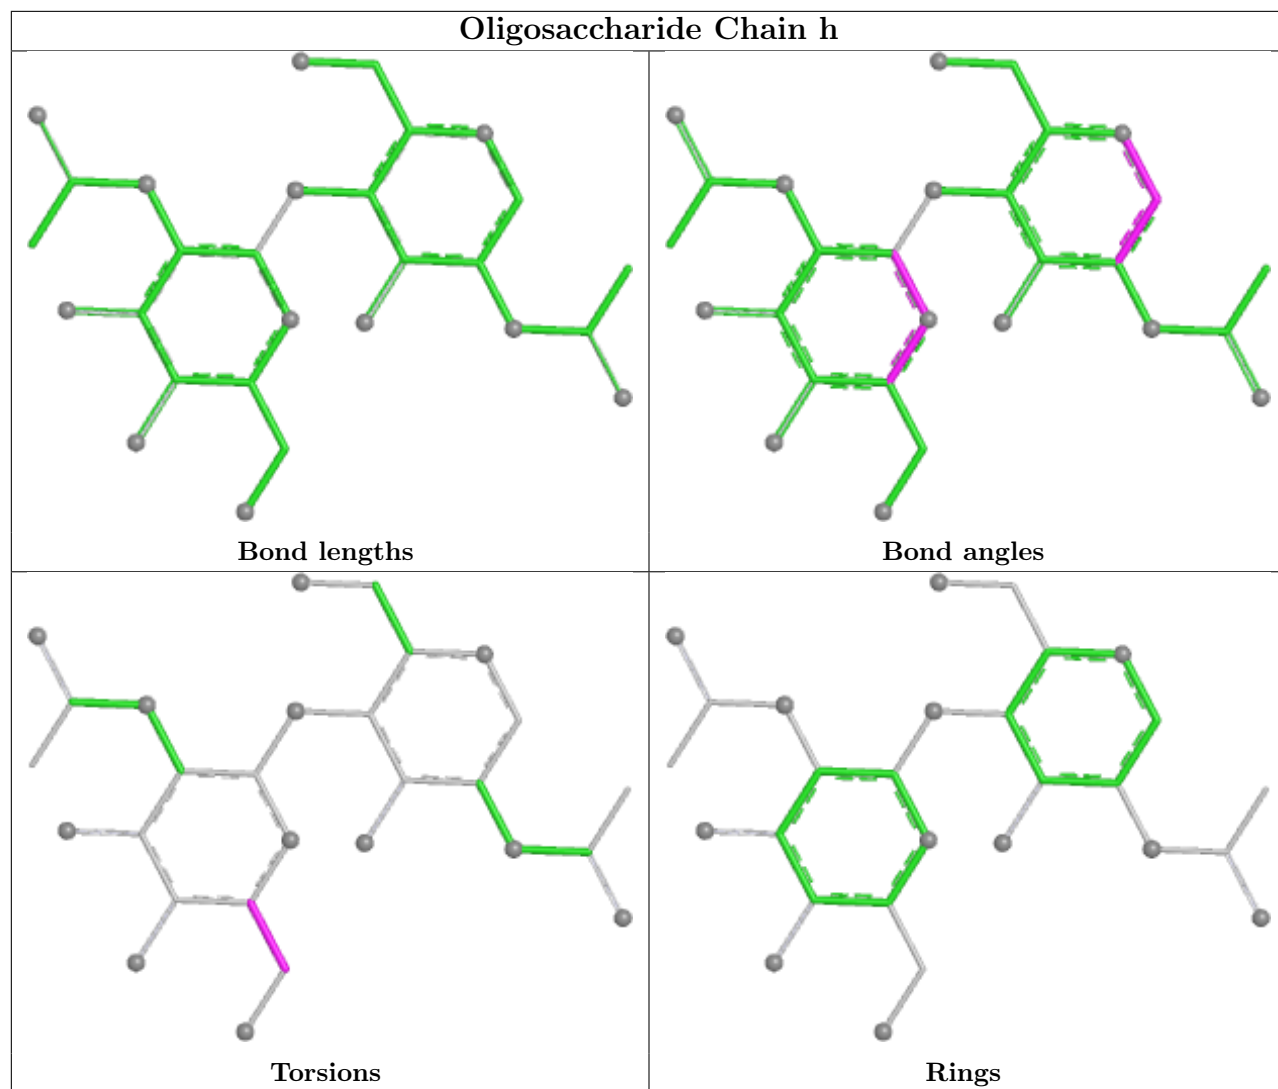 Oligosaccharide Chain h
Bond lengths
Bond angles
Torsions
Rings